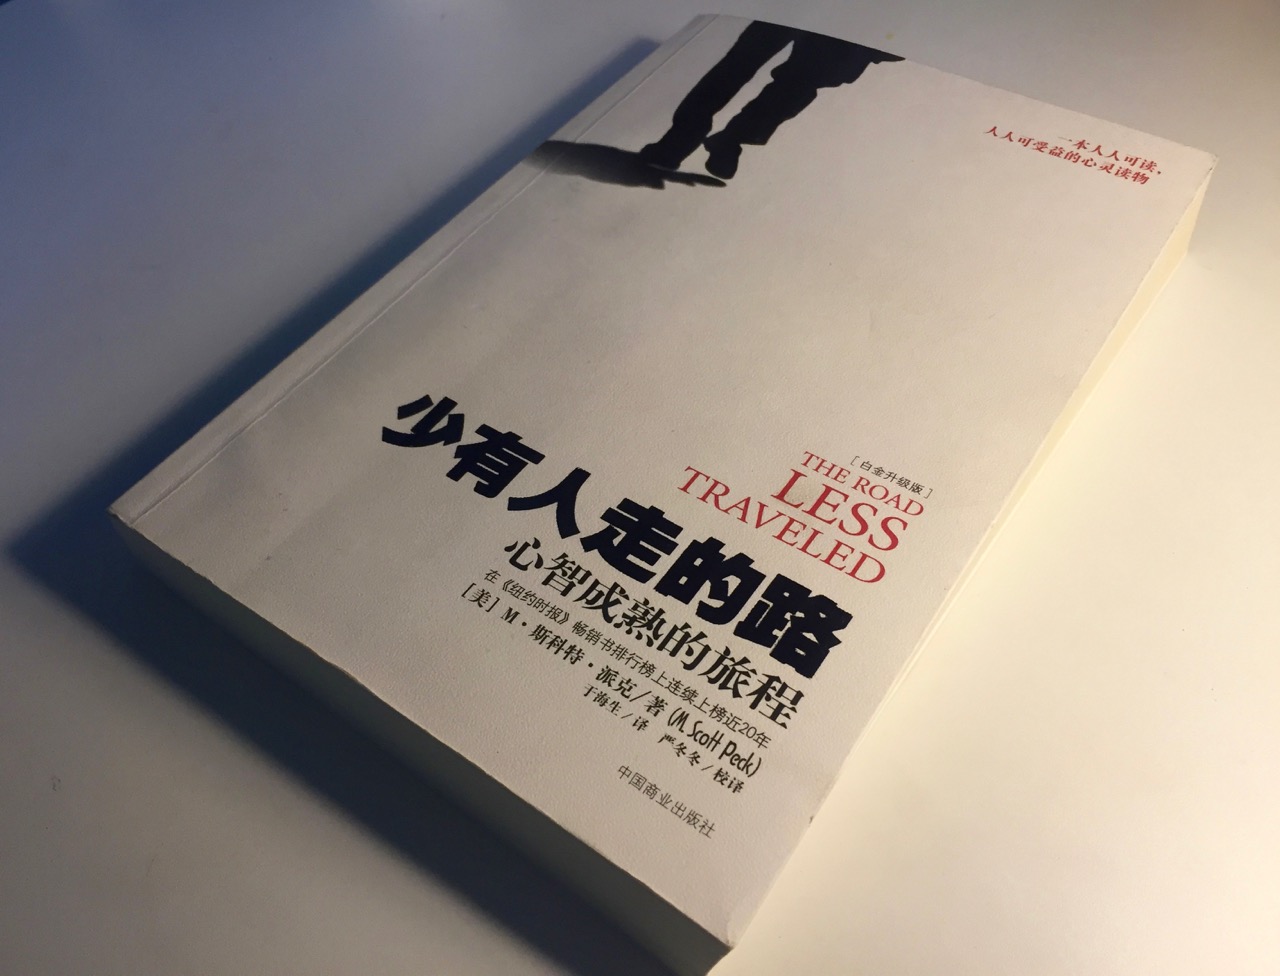 一本人人可读，
人人可受益的心灵读物
[白金升级版]
THE ROAD
LESS
TRAVELED
少有人走的路
心智成熟的旅程
在《纽约时报》畅销书排行榜上连续上榜近20年
[美] M·斯科特·派克／著 (M.Scott Peck)
于海生／译 严冬冬／校译
中国商业出版社